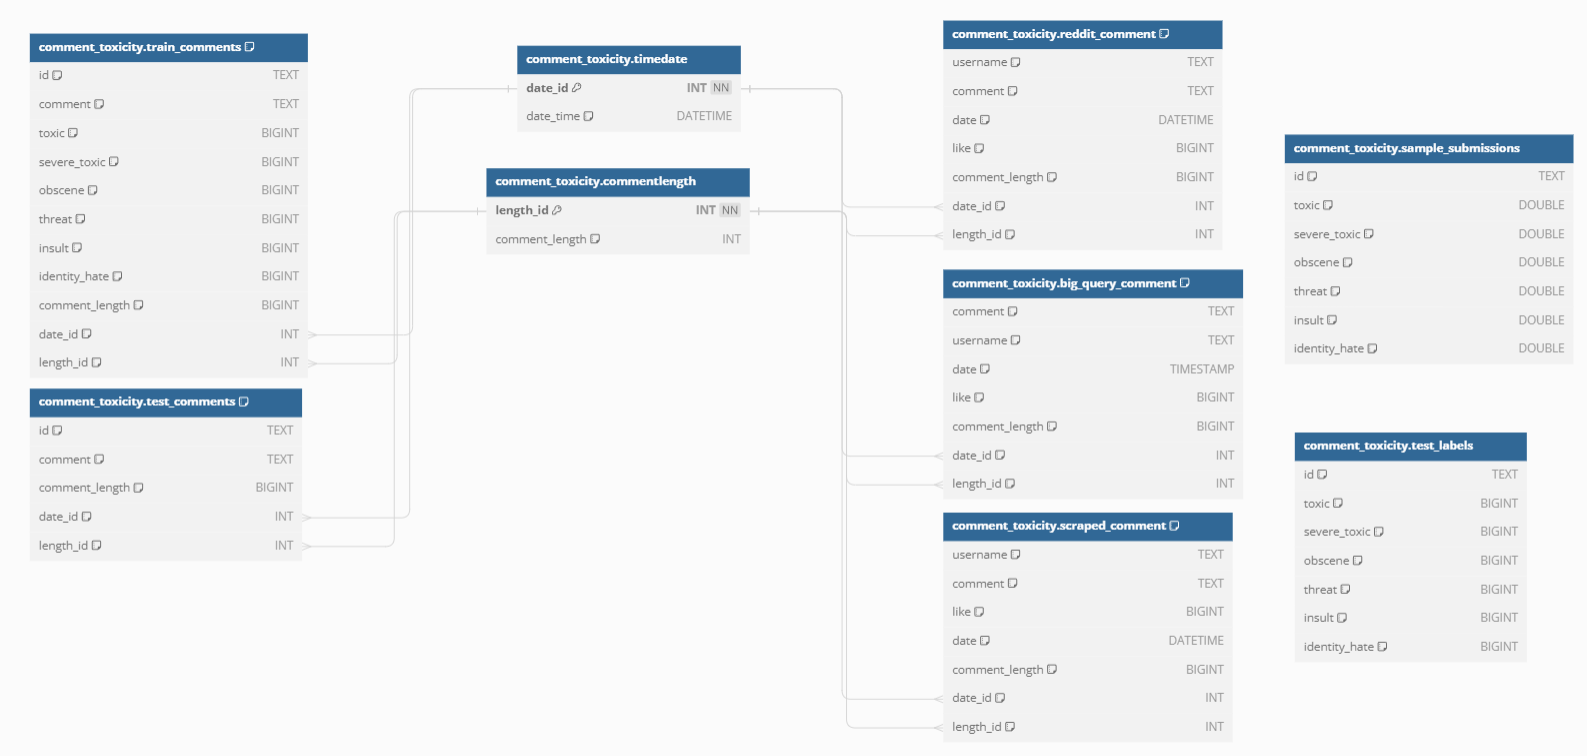 comment_toxicity.train_comments
id TEXT
comment TEXT
toxic BIGINT
severe_toxic BIGINT
obscene BIGINT
threat BIGINT
insult BIGINT
identity_hate BIGINT
comment_length BIGINT
date_id INT
length_id INT
comment_toxicity.test_comments
id TEXT
comment TEXT
comment_length BIGINT
date_id INT
length_id INT
comment_toxicity.timedate
date_id INT NN
date_time DATETIME
comment_toxicity.commentlength
length_id INT NN
comment_length INT
comment_toxicity.reddit_comment
username TEXT
comment TEXT
date DATETIME
like BIGINT
comment_length BIGINT
date_id INT
length_id INT
comment_toxicity.big_query_comment
comment TEXT
username TEXT
date TIMESTAMP
like BIGINT
comment_length BIGINT
date_id INT
length_id INT
comment_toxicity.scraped_comment
username TEXT
comment TEXT
like BIGINT
date DATETIME
comment_length BIGINT
date_id INT
length_id INT
comment_toxicity.sample_submissions
id TEXT
toxic DOUBLE
severe_toxic DOUBLE
obscene DOUBLE
threat DOUBLE
insult DOUBLE
identity_hate DOUBLE
comment_toxicity.test_labels
id TEXT
toxic BIGINT
severe_toxic BIGINT
obscene BIGINT
threat BIGINT
insult BIGINT
identity_hate BIGINT